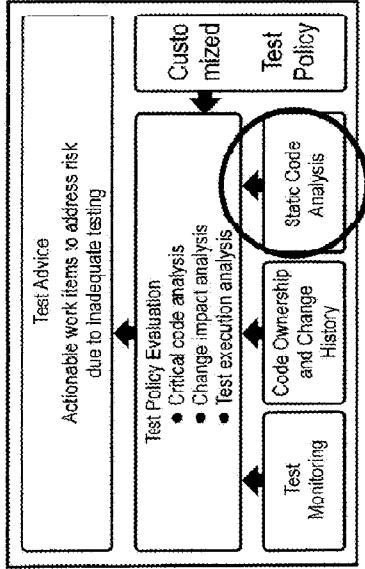 Test Advice
Actionable work items to address risk
due to inadequate testing
Test Policy Evaluation
● Critical code analysis
● Change impact analysis
● Test execution analysis
Custo
mized
Test
Policy
Test
Monitoring
Code Ownership
and Change
History
Static Code
Analysis